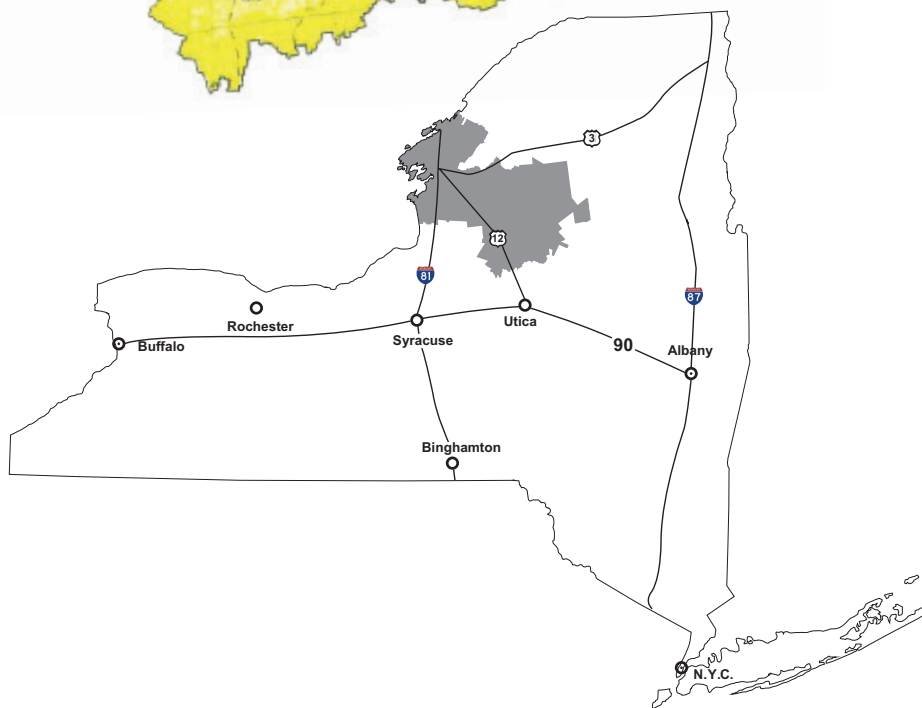 3
12
81
87
Rochester
Utica
Buffalo
Syracuse
90
Albany
Binghamton
N.Y.C.